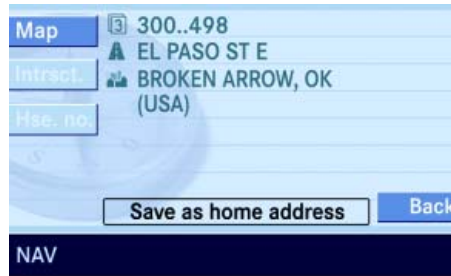 Map
3 300..498
EL PASO ST E
Intrsct.
BROKEN ARROW, OK
Hse. no.
(USA)
Save as home address
Back
NAV